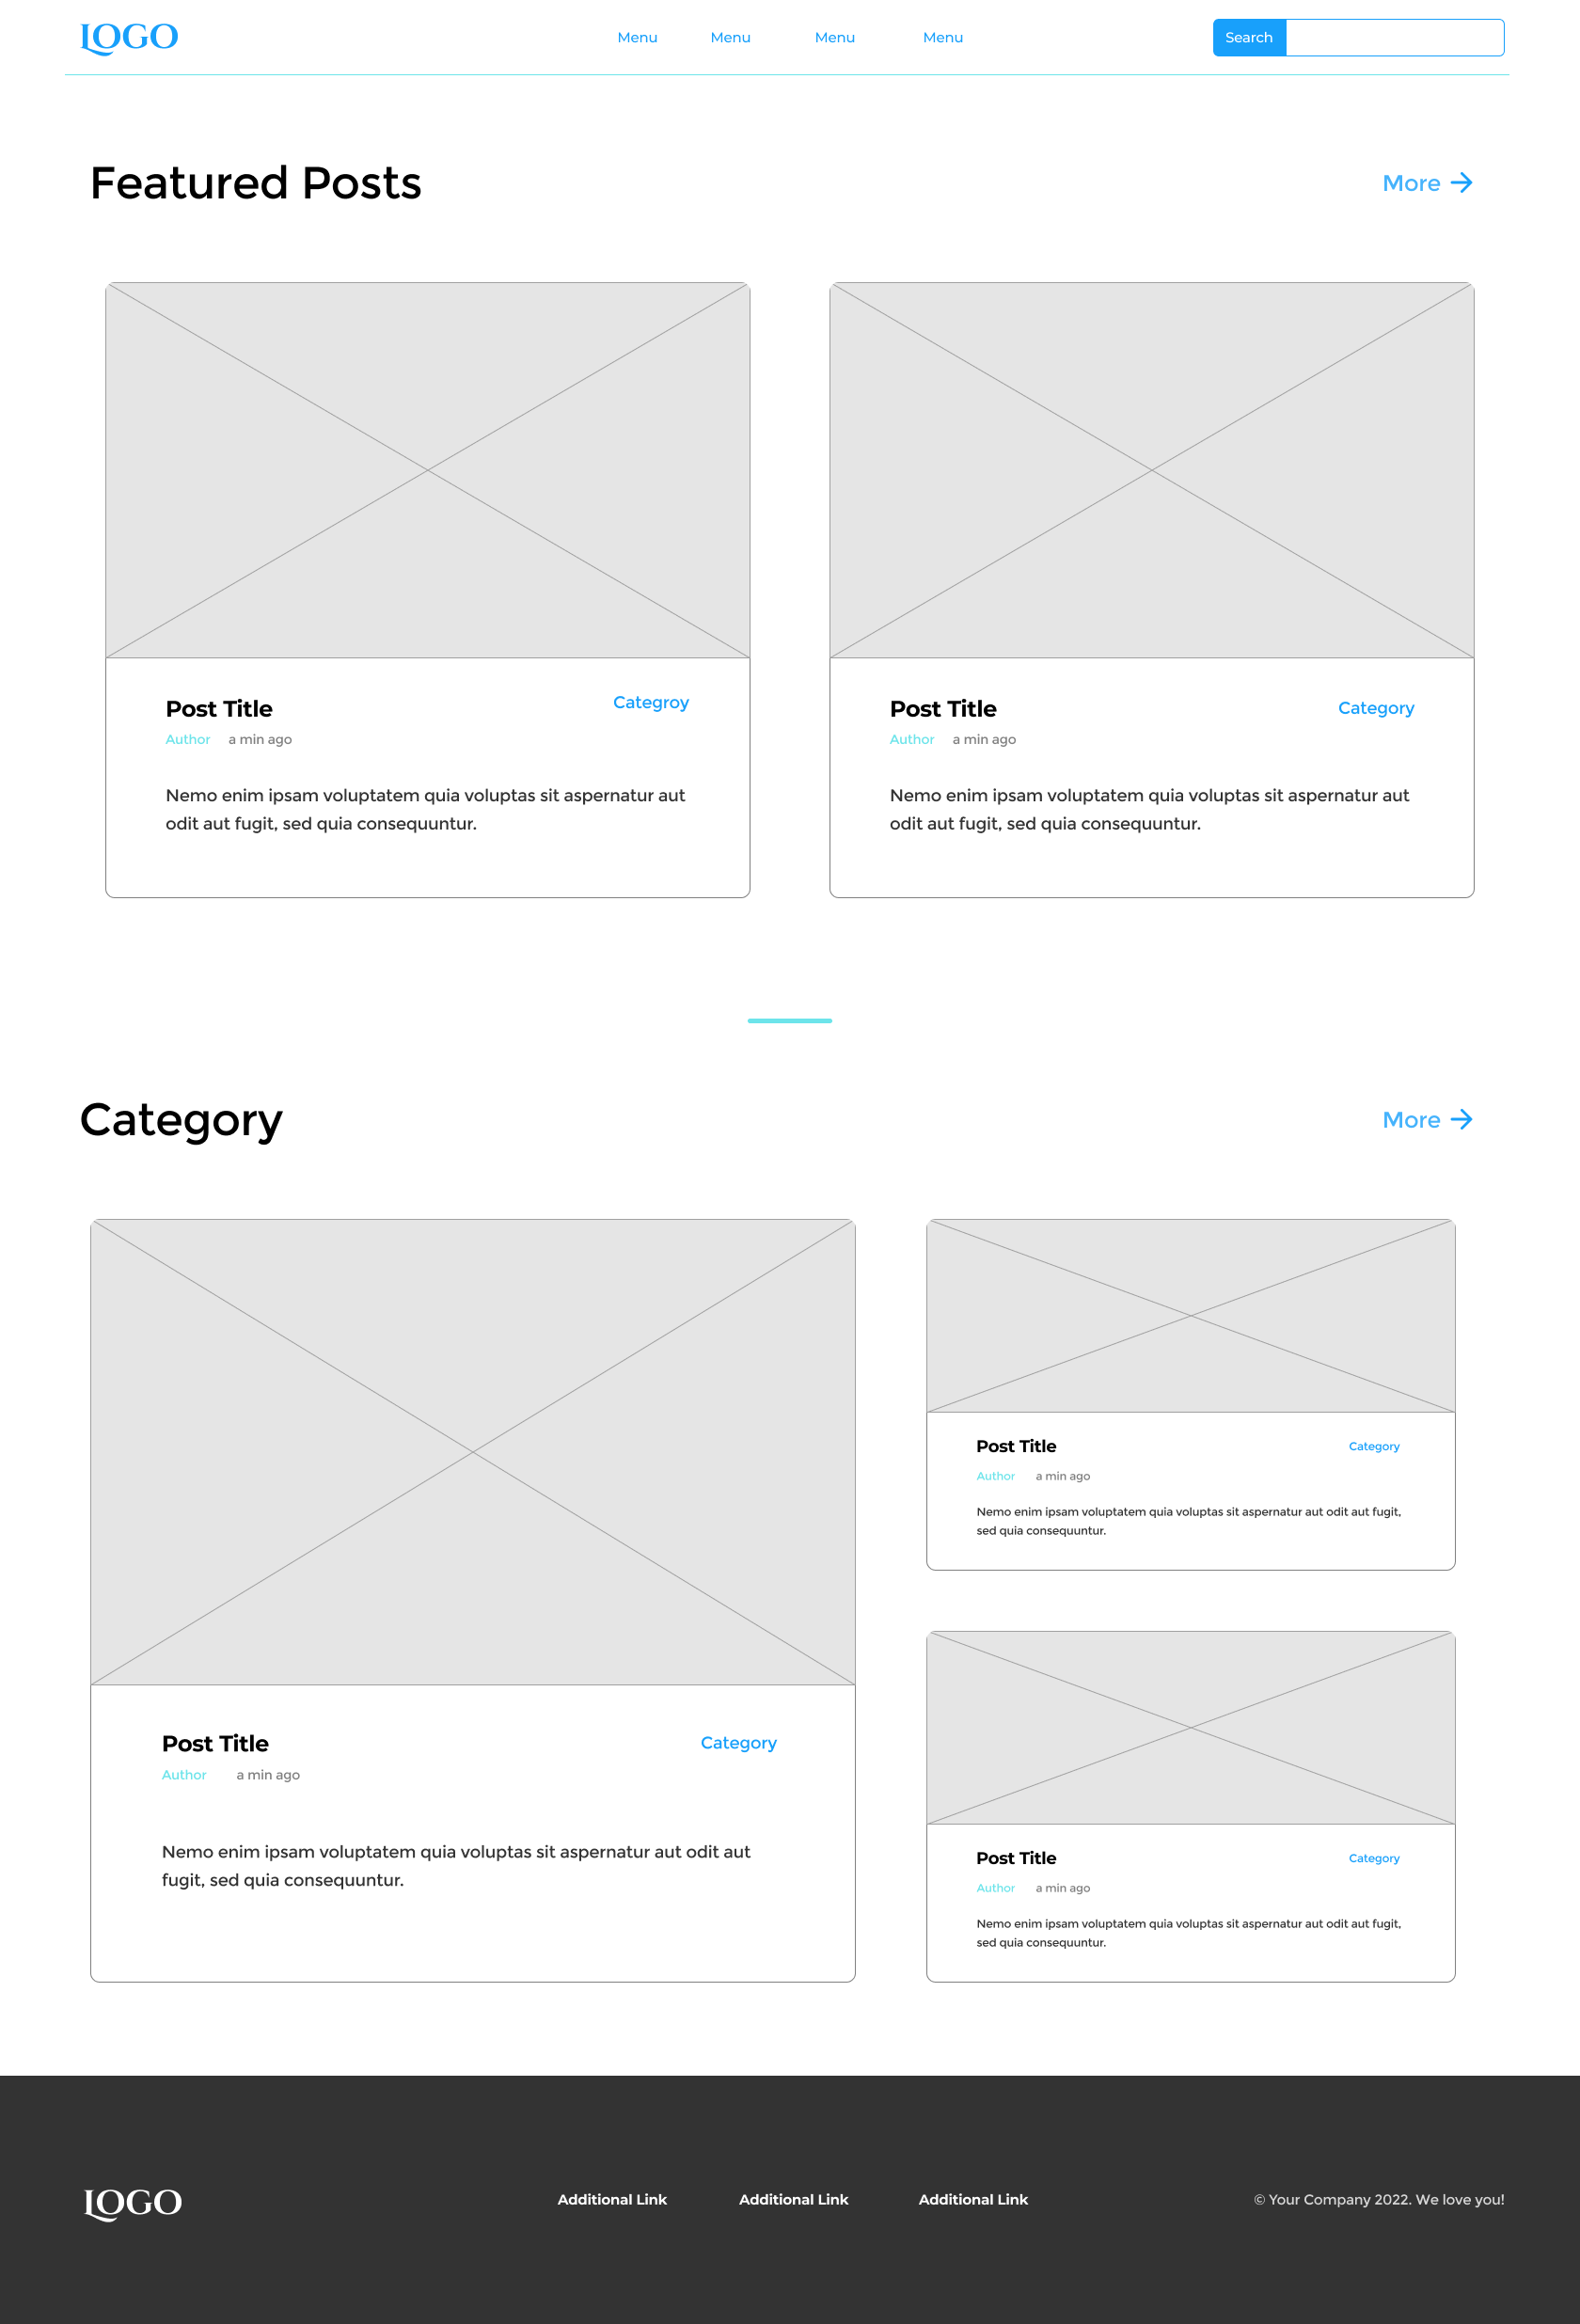 LOGO Menu Menu Menu Menu Search
Featured Posts More
Post Title Categroy
Author a min ago
Nemo enim ipsam voluptatem quia voluptas sit aspernatur aut
odit aut fugit, sed quia consequuntur.
Post Title Category
Author a min ago
Nemo enim ipsam voluptatem quia voluptas sit aspernatur aut
odit aut fugit, sed quia consequuntur.
Category More
Post Title Category
Author a min ago
Nemo enim ipsam voluptatem quia voluptas sit aspernatur aut odit aut
fugit, sed quia consequuntur.
Post Title Category
Author a min ago
Nemo enim ipsam voluptatem quia voluptas sit aspernatur aut odit aut fugit,
sed quia consequuntur.
Post Title Category
Author a min ago
Nemo enim ipsam voluptatem quia voluptas sit aspernatur aut odit aut fugit,
sed quia consequuntur.
LOGO Additional Link Additional Link Additional Link © Your Company 2022. We love you!